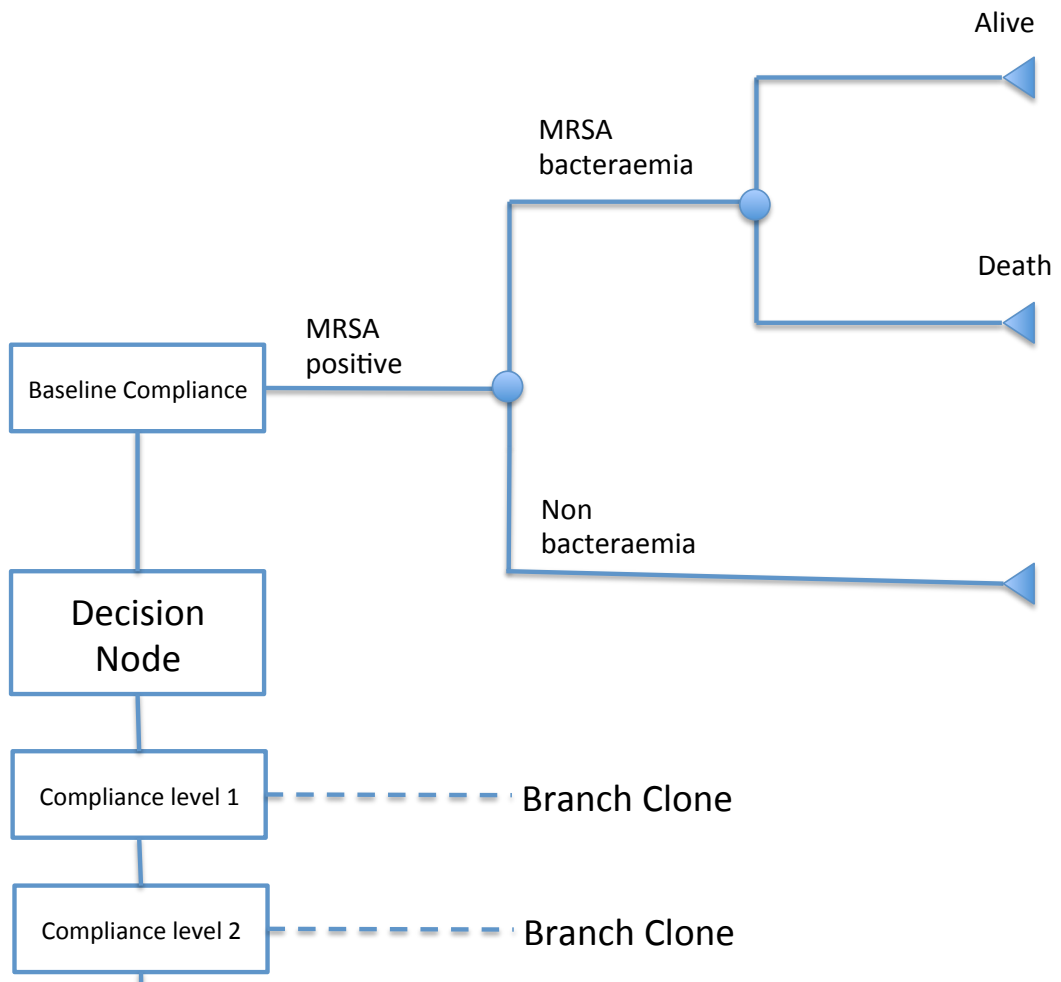 Alive
MRSA
bacteraemia
Death
MRSA
positive
Baseline Compliance
Non
bacteraemia
Decision
Node
Compliance level 1
Branch Clone
Compliance level 2
Branch Clone